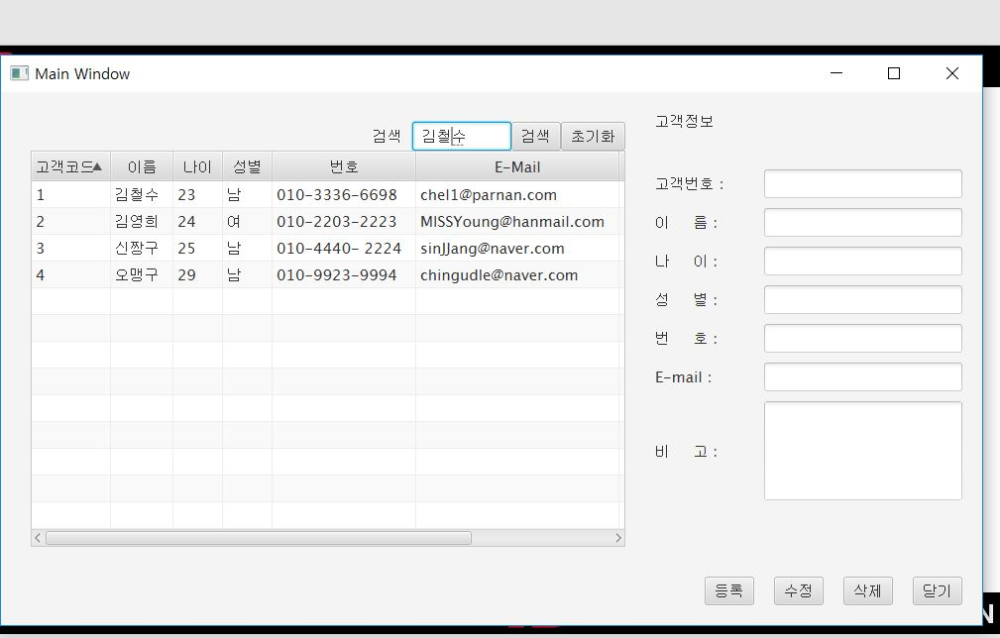 Main Window
검색 김철수 검색 초기화
고객코드 이름 나이 성별 번호 E-Mail
1 김철수 23 남 010-3336-6698 chel1@parnan.com
2 김영희 24 여 010-2203-2223 MISSYoung@hanmail.com
3 신짱구 25 남 010-4440- 2224 sinJJang@naver.com
4 오맹구 29 남 010-9923-9994 chingudle@naver.com
고객정보
고객번호 :
이 름 :
나 이 :
성 별 :
번 호 :
E-mail :
비 고 :
등록 수정 삭제 닫기
N